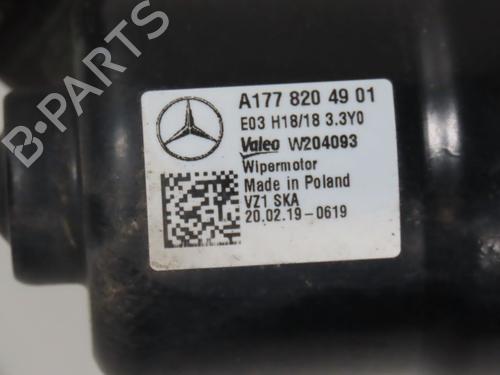 A177 820 49 01
E03 H18/18 3.3Y0
Valeo W204093
Wipermotor
Made in Poland
VZ1 SKA
20.02.19-0619
B-PARTS